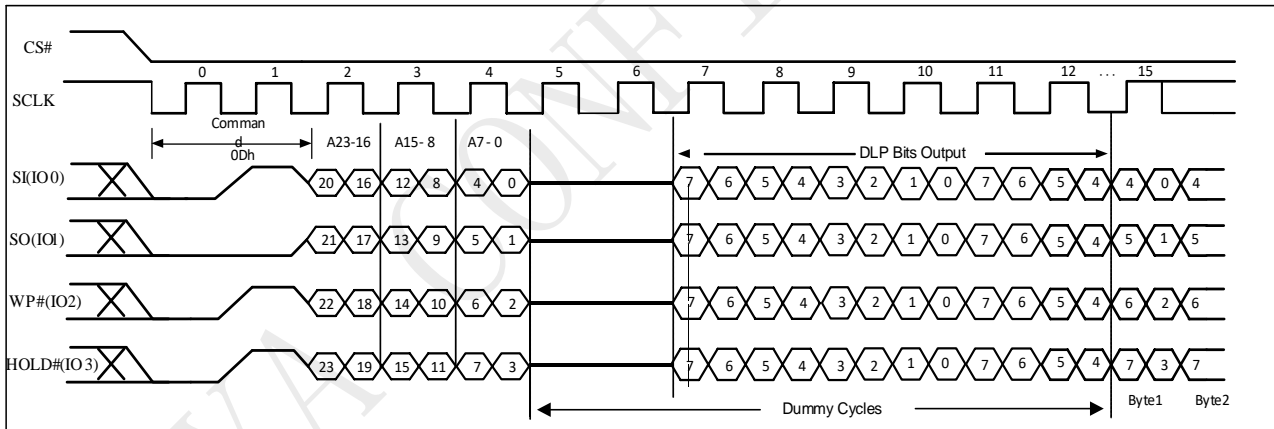 CS#
0 1 2 3 4 5 6 7 8 9 10 11 12 ... 15
SCLK
Comman
d
0Dh
A23-16 A15-8 A7-0
DLP Bits Output
SI(IO0) 20 16 12 8 4 0 7 6 5 4 3 2 1 0 7 6 5 4 4 0 4
SO(IO1) 21 17 13 9 5 1 7 6 5 4 3 2 1 0 7 6 5 4 5 1 5
WP#(IO2) 22 18 14 10 6 2 7 6 5 4 3 2 1 0 7 6 5 4 6 2 6
HOLD#(IO3) 23 19 15 11 7 3 7 6 5 4 3 2 1 0 7 6 5 4 7 3 7
Dummy Cycles
Byte1 Byte2